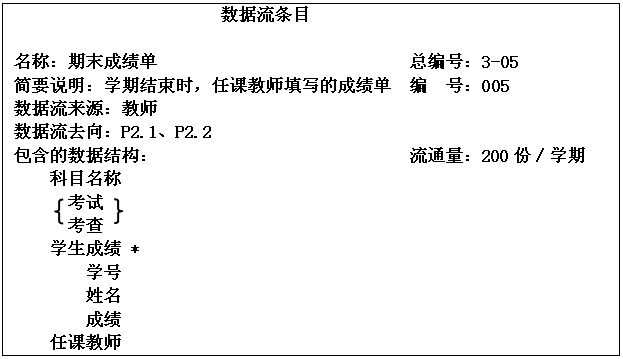 数据流条目
名称：期末成绩单 总编号：3-05
简要说明：学期结束时，任课教师填写的成绩单 编 号：005
数据流来源：教师
数据流去向：P2.1、P2.2
包含的数据结构： 流通量：200 份 / 学期
科目名称
{考试
考查}
学生成绩 *
学号
姓名
成绩
任课教师